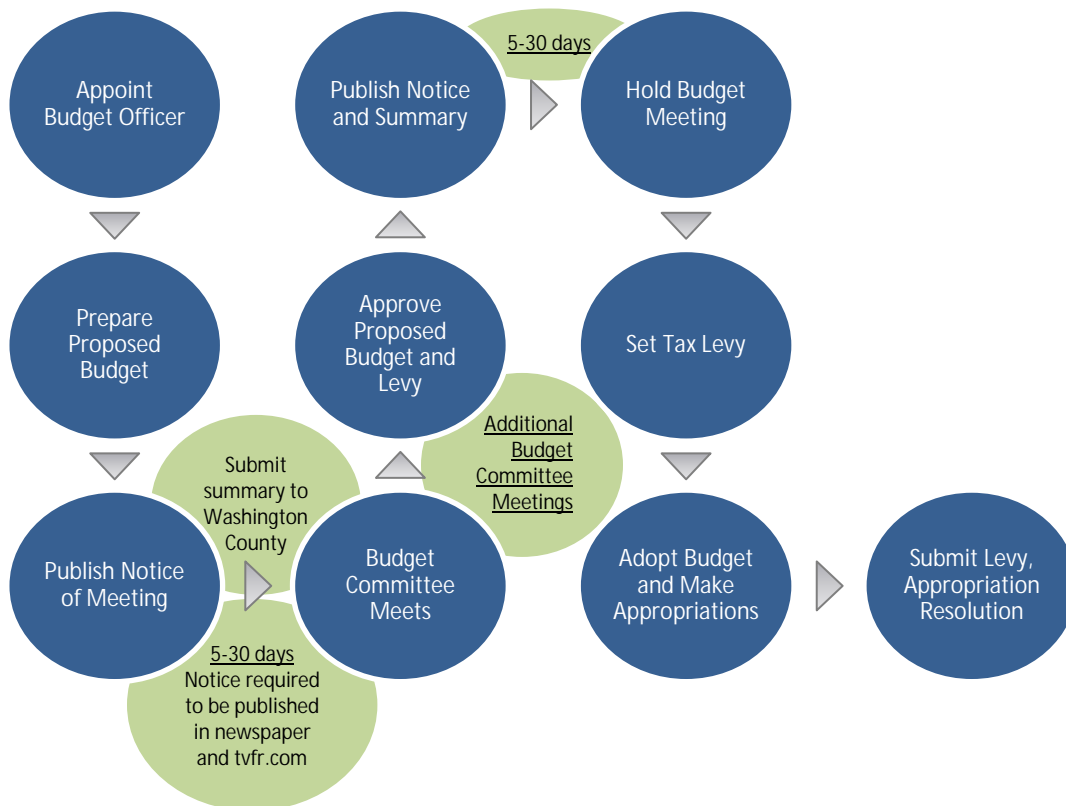 Appoint
Budget Officer
Prepare
Proposed
Budget
Publish Notice
of Meeting
Submit
summary to
Washington
County
5-30 days
Notice required
to be published
in newspaper
and tvfr.com
Budget
Committee
Meets
Additional
Budget
Committee
Meetings
Approve
Proposed
Budget and
Levy
Publish Notice
and Summary
5-30 days
Hold Budget
Meeting
Set Tax Levy
Adopt Budget
and Make
Appropriations
Submit Levy,
Appropriation
Resolution